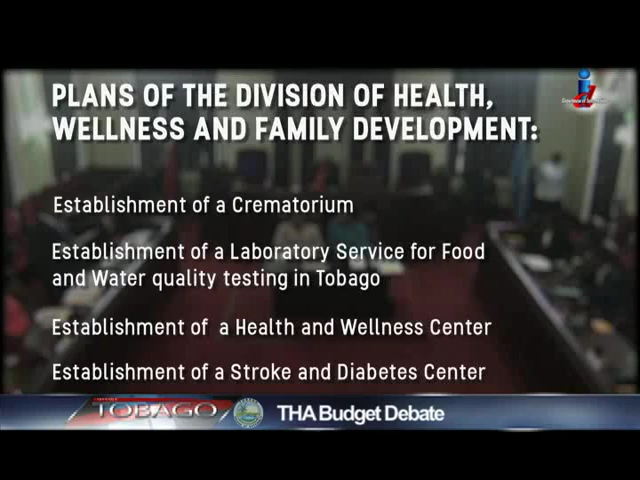 PLANS OF THE DIVISION OF HEALTH,
WELLNESS AND FAMILY DEVELOPMENT:
Establishment of a Crematorium
Establishment of a Laboratory Service for Food
and Water quality testing in Tobago
Establishment of  a Health and Wellness Center
Establishment of a Stroke and Diabetes Center
TOBAGO
THA Budget Debate